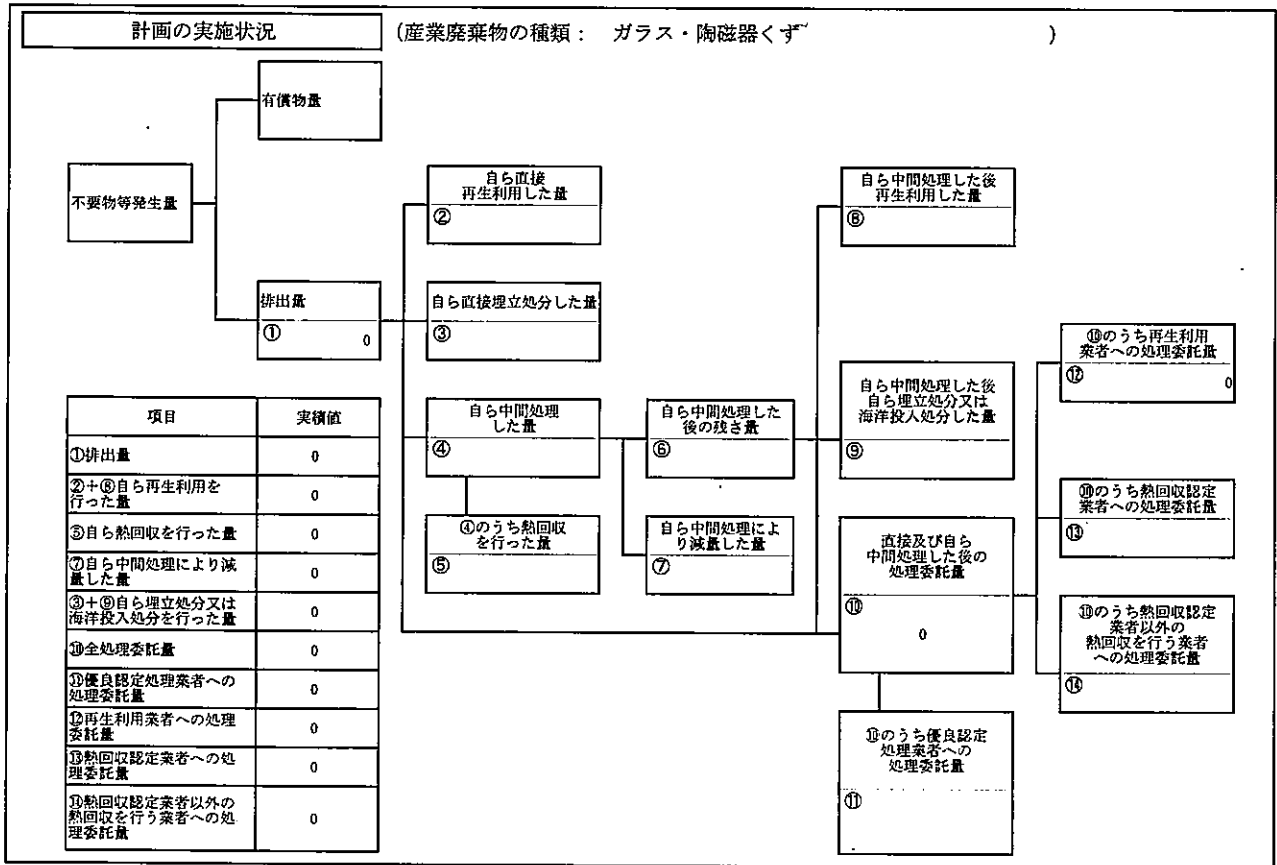 計画の実施状況
(産業廃棄物の種類： ガラス・陶磁器くず )
有償物量
不要物等発生量
排出量
① 0
自ら直接
再生利用した量
②
自ら直接埋立処分した量
③
自ら中間処理
した量
④
④のうち熱回収
を行った量
⑤
自ら中間処理した
後の残さ量
⑥
自ら中間処理によ
り減量した量
⑦
自ら中間処理した後
再生利用した量
⑧
自ら中間処理した後
自ら埋立処分又は
海洋投入処分した量
⑨
直接及び自ら
中間処理した後の
処理委託量
⑩
0
⑩のうち優良認定
処理業者への
処理委託量
⑪
⑩のうち再生利用
業者への処理委託量
⑫ 0
⑩のうち熱回収認定
業者への処理委託量
⑬
⑩のうち熱回収認定
業者以外の
熱回収を行う業者
への処理委託量
⑭
項目 実績値
①排出量 0
②+⑧自ら再生利用を
行った量 0
⑤自ら熱回収を行った量 0
⑦自ら中間処理により減
量した量 0
③+⑨自ら埋立処分又は
海洋投入処分を行った量 0
⑩全処理委託量 0
⑪優良認定処理業者への
処理委託量 0
⑫再生利用業者への処理
委託量 0
⑬熱回収認定業者への処
理委託量 0
⑭熱回収認定業者以外の
熱回収を行う業者への処
理委託量 0